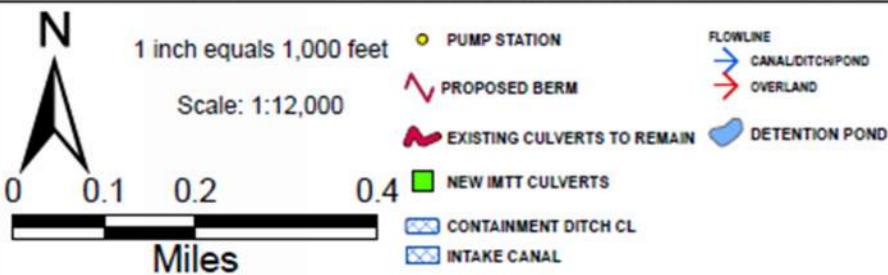 N
1 inch equals 1,000 feet
Scale: 1:12,000
0 0.1 0.2 0.4
Miles
PUMP STATION
PROPOSED BERM
EXISTING CULVERTS TO REMAIN
NEW IMTT CULVERTS
CONTAINMENT DITCH CL
INTAKE CANAL
FLOWLINE
CANAL/DITCH/POND
OVERLAND
DETENTION POND